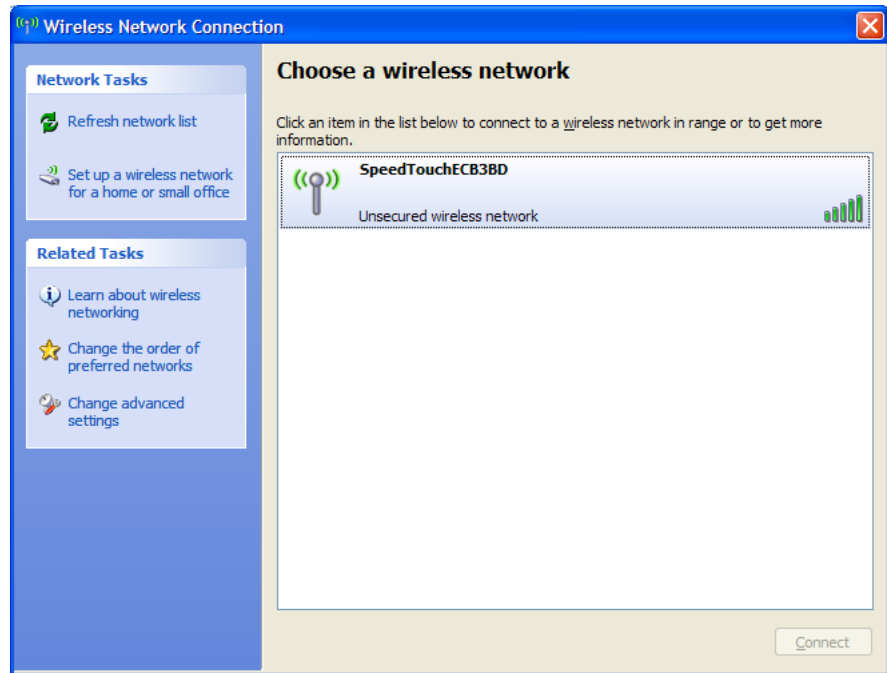 Wireless Network Connection
Network Tasks
Refresh network list
Set up a wireless network
for a home or small office
Related Tasks
Learn about wireless
networking
Change the order of
preferred networks
Change advanced
settings
Choose a wireless network
Click an item in the list below to connect to a wireless network in range or to get more
information.
SpeedTouchECB3BD
Unsecured wireless network
Connect